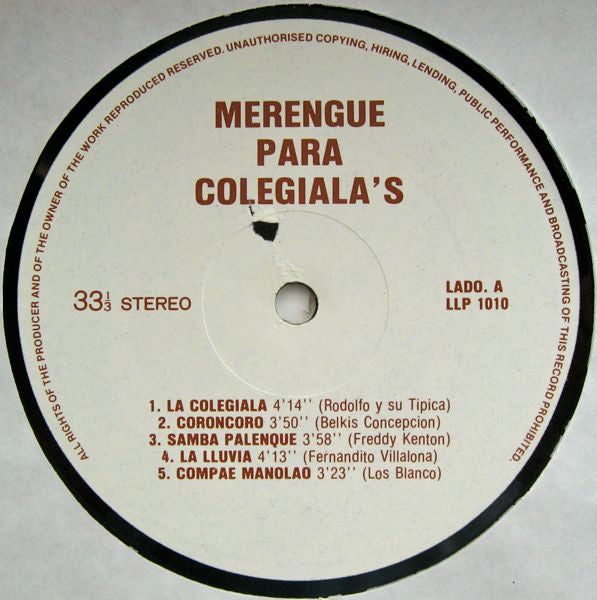 ALL RIGHTS OF THE PRODUCER AND OF THE OWNER OF THE WORK REPRODUCED RESERVED. UNAUTHORISED COPYING, HIRING, LENDING, PUBLIC PERFORMANCE AND BROADCASTING OF THIS RECORD PROHIBITED.
MERENGUE
PARA
COLEGIALA'S
33⅓ STEREO
LADO. A
LLP 1010
1. LA COLEGIALA 4'14'' (Rodolfo y su Tipica)
2. CORONCORO 3'50'' (Belkis Concepcion)
3. SAMBA PALENQUE 3'58'' (Freddy Kenton)
4. LA LLUVIA 4'13'' (Fernandito Villalona)
5. COMPAE MANOLAO 3'23'' (Los Blanco)